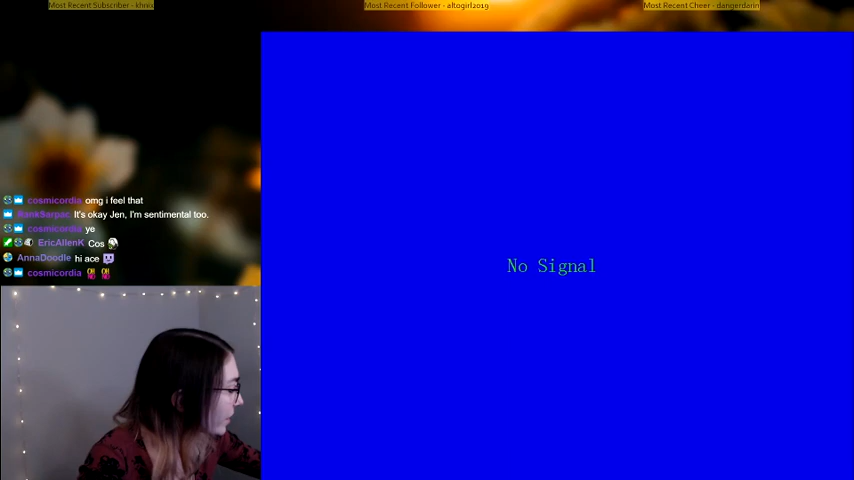 Most Recent Subscriber - khnix
Most Recent Follower - altogirl2019
Most Recent Cheer - dangerdarin
cosmicordia omg i feel that
It's okay Jen, I'm sentimental too.
cosmicordia ye
EricAllenK Cos
AnnaDoodle hi ace
cosmicordia
No Signal